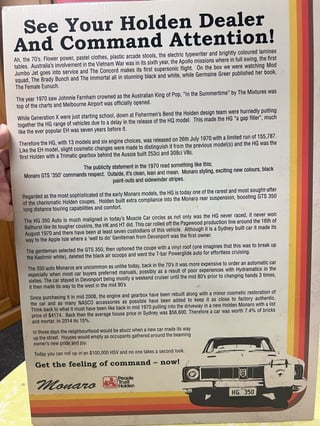 See Your Holden Dealer
And Command Attention!
Ah, the 70's. Flower power, pastel clothes, plastic arcade stools, the electric typewriter and brightly coloured laminex
tables. Australia's involvement in the Vietnam War was in its sixth year, the Apollo missions where in full swing, the first
Jumbo Jet goes into service and The Concord makes its first supersonic flight. On the box we were watching Mod
squad, The Brady Bunch and The Immortal all in stunning black and white, while Germaine Greer published her book,
The Female Eunuch.
The year 1970 saw Johnnie Farnham crowned as the Australian King of Pop, "In the Summertime" by The Mixtures was
top of the charts and Melbourne Airport was officially opened.
While Generation X were just starting school, down at Fisherman's Bend the Holden design team were hurriedly putting
together the HG range of vehicles due to a delay in the release of the HQ model. This made the HG "a gap filler", much
like the ever popular EH was seven years before it.
Therefore the HG, with 13 models and six engine choices, was released on 26th July 1970 with a limited run of 155,787.
Like the EH model, slight cosmetic changes were made to distinguish it from the previous model(s) and the HG was the
first Holden with a Trimatic gearbox behind the Aussie built 253ci and 308ci V8s.
The publicity statement in the 1970 read something like this;
Monaro GTS '350' commands respect. Outside, it's clean, lean and mean. Monaro styling, exciting new colours, black
paint-outs and sidewinder stripes.
Regarded as the most sophisticated of the early Monaro models, the HG is today one of the rarest and most sought-after
of the charismatic Holden coupes. Holden built extra compliance into the Monaro rear suspension, boosting GTS 350
long distance touring capabilities and comfort.
The HG 350 Auto is much maligned in today's Muscle Car circles as not only was the HG never raced, it never won
Bathurst like its tougher cousins, the HK and HT did. This car rolled off the Pagewood production line around the 16th of
August 1970 and there have been at least seven custodians of this vehicle. Although it is a Sydney built car it made its
way to the Apple Isle where a 'well to do' Gentleman from Devonport was the first owner.
The gentleman selected the GTS 350, then optioned the coupe with a vinyl roof (one imagines that this was to break up
the Kashmir white), deleted the black air scoops and went the T-bar Powerglide auto for effortless cruising.
The 350 auto Monaros are uncommon as unlike today, back in the 70's it was more expensive to order an automatic car
especially when most car buyers preferred manuals, possibly as a result of poor experiences with Hydramatics in the
sixties. The car stayed in Devonport being mostly a weekend cruiser until the mid 80's prior to changing hands 3 times,
it then made its way to the west in the mid 90's
Since purchasing it in mid 2008, the engine and gearbox have been rebuilt along with a minor cosmetic restoration of
the car and as many NASCO accessories as possible have been added to keep it as close to factory authentic.
Think back to what it must have been like back in mid 1970 pulling into the driveway in a new Holden Monaro with a list
price of $4174. Back then the average house price in Sydney was $56,600. Therefore a car was worth 7.4% of bricks
and mortar. In 2014 its 15%.
In those days the neighbourhood would be abuzz when a new car made its way
up the street. Houses would empty as occupants gathered around the beaming
owner's new pride and joy.
Today you can roll up in an $100,000 HSV and no one takes a second look.
Get the feeling of command – now!
Monaro
People
Trust
Holden
HG 350